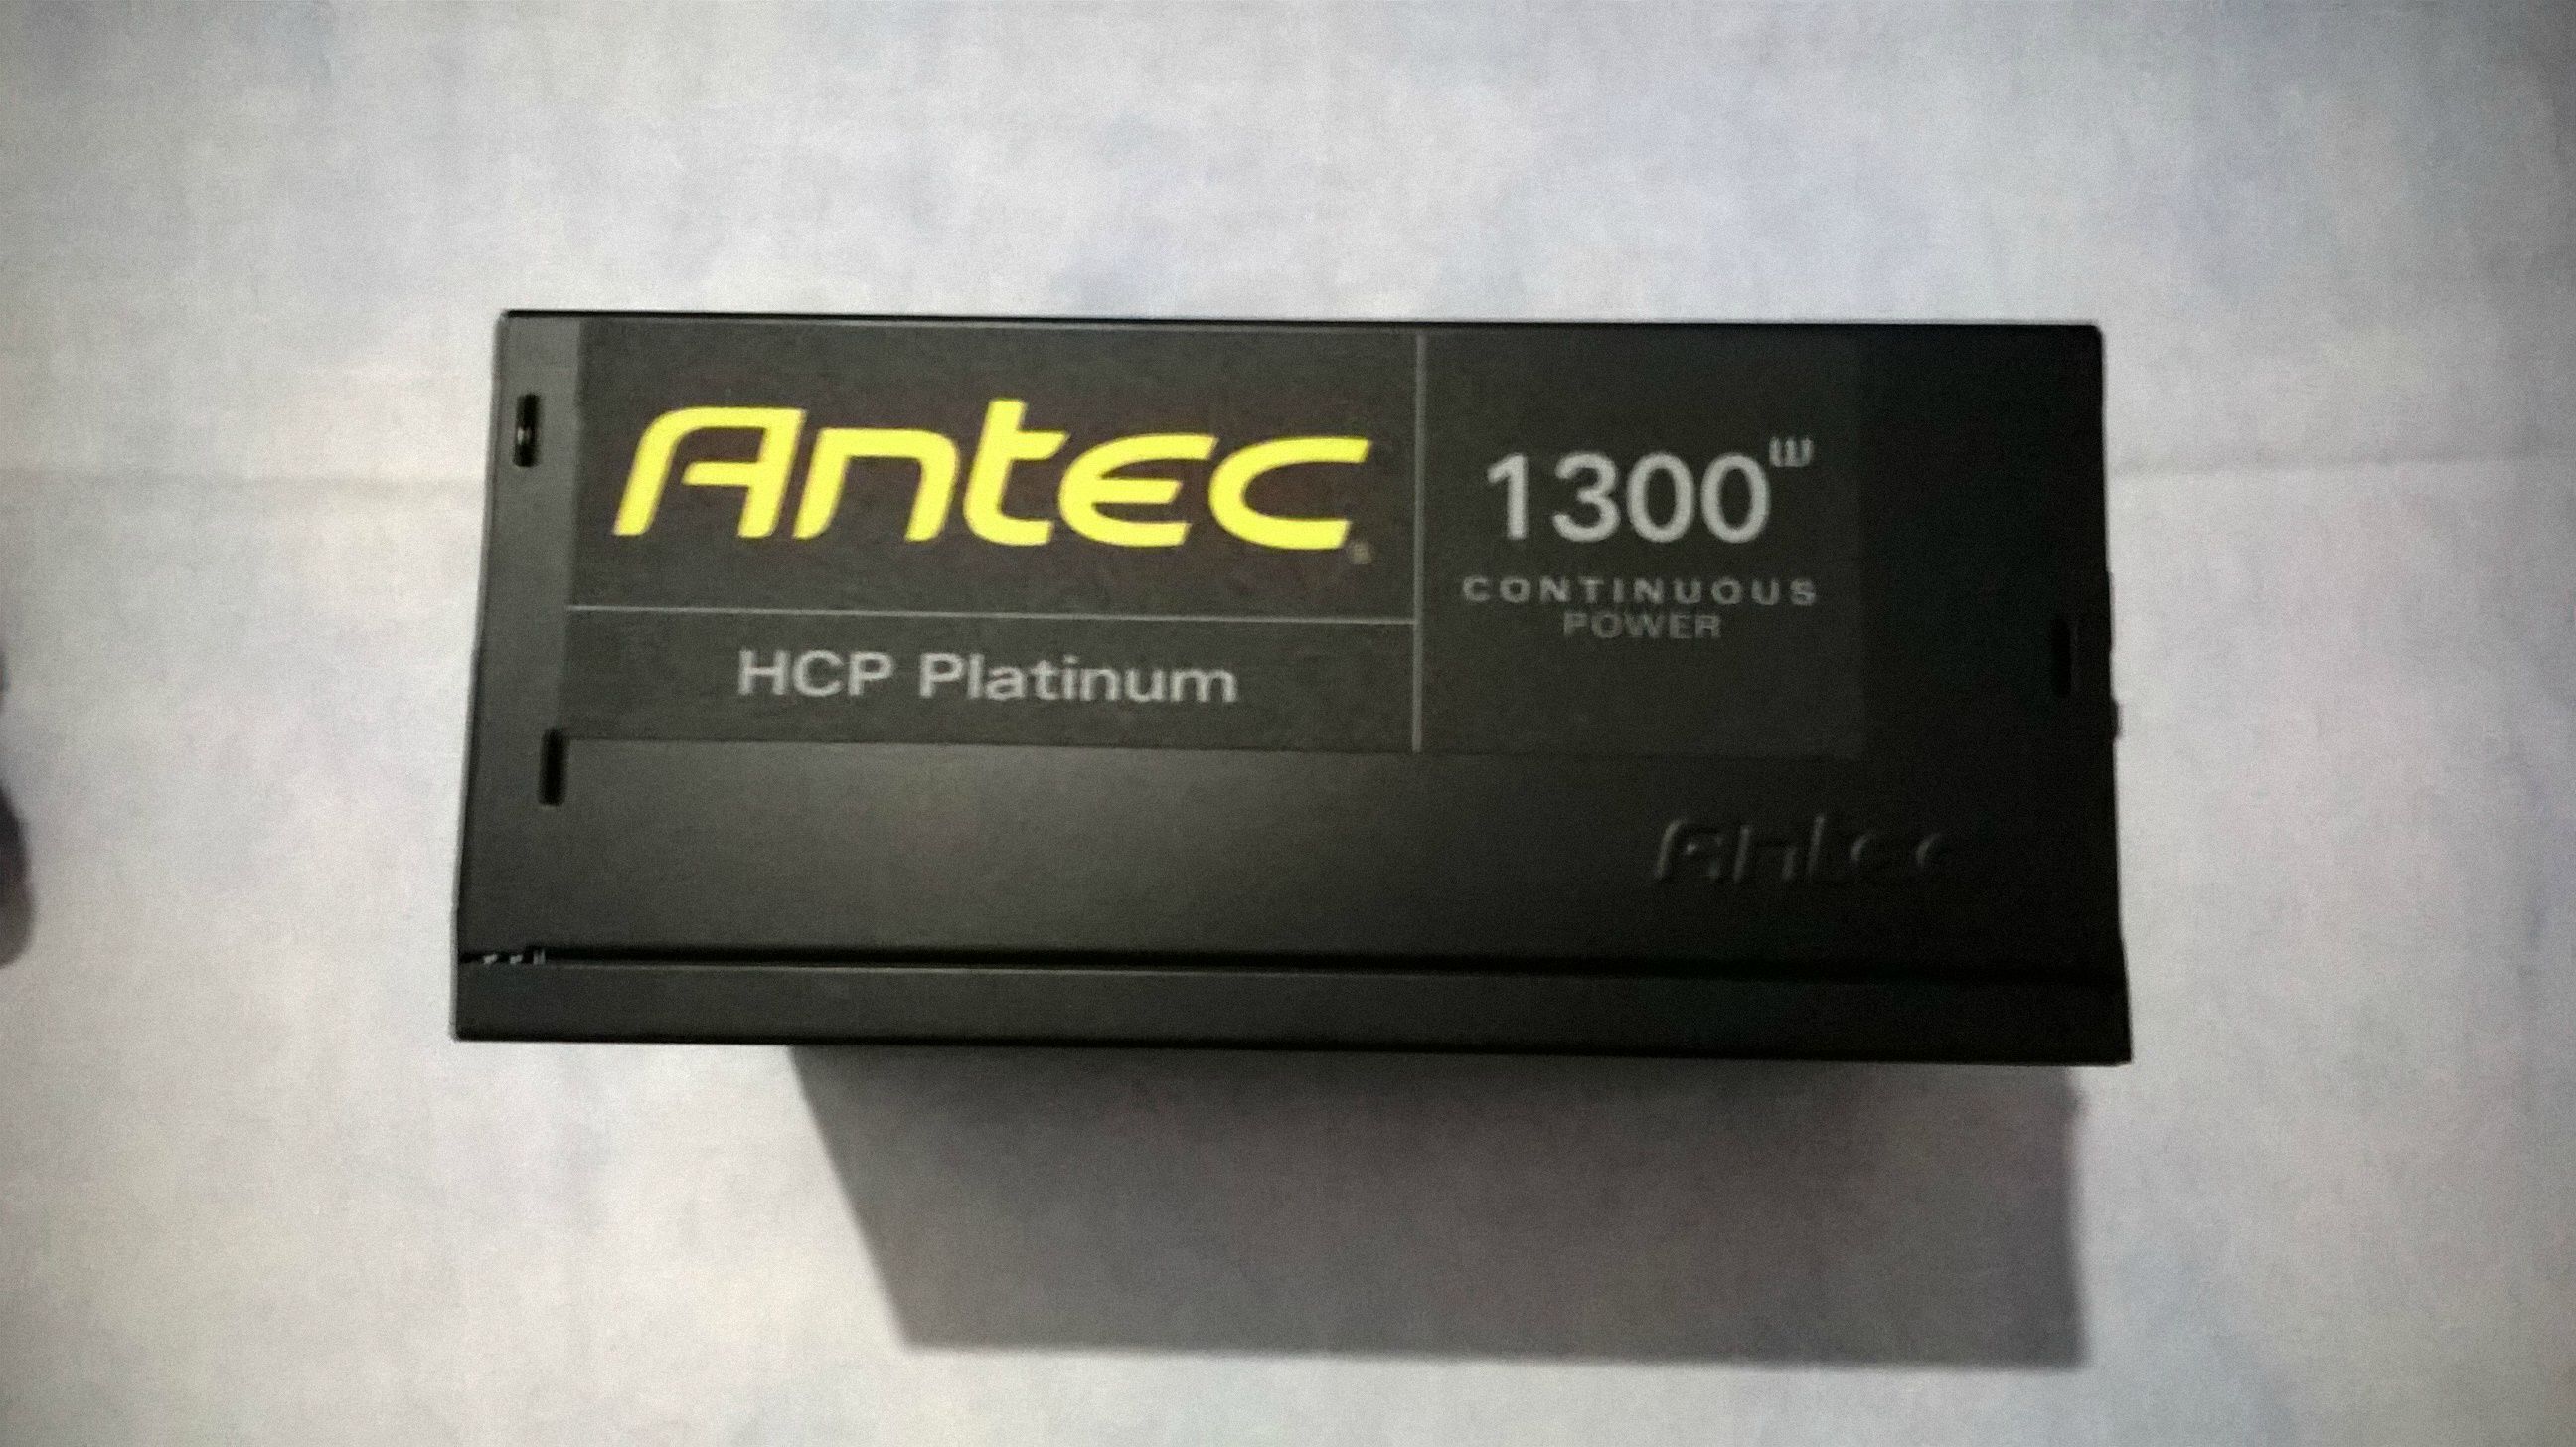 Antec
HCP Platinum
1300W
CONTINUOUS
POWER
Antec